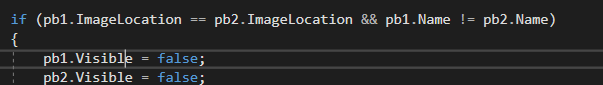 if (pb1.ImageLocation == pb2.ImageLocation && pb1.Name != pb2.Name)
{
pb1.Visible = false;
pb2.Visible = false;